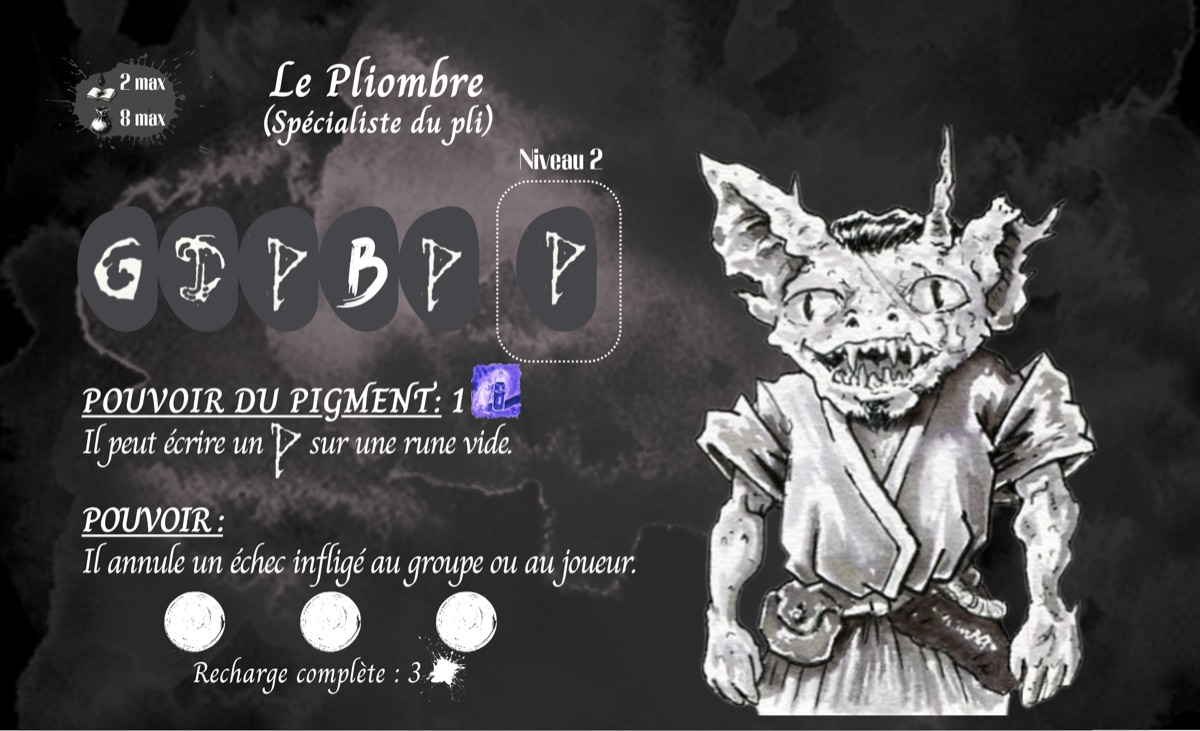 2 max
8 max
Le Pliombre
(Spécialiste du pli)
Niveau 2
G D P B P P
POUVOIR DU PIGMENT: 1
Il peut écrire un P sur une rune vide.
POUVOIR :
Il annule un échec infligé au groupe ou au joueur.
Recharge complète : 3